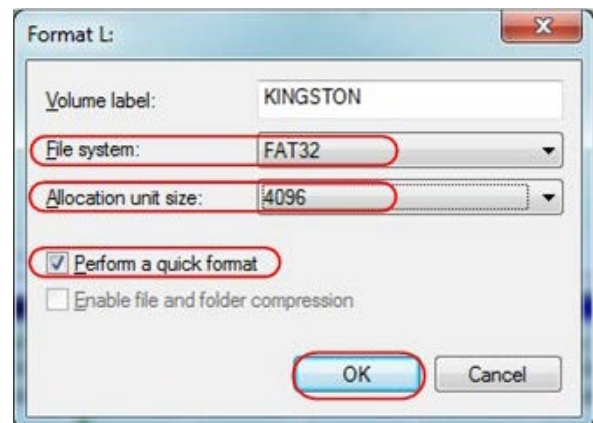 Format L:
Volume label: KINGSTON
File system: FAT32
Allocation unit size: 4096
Perform a quick format
Enable file and folder compression
OK Cancel